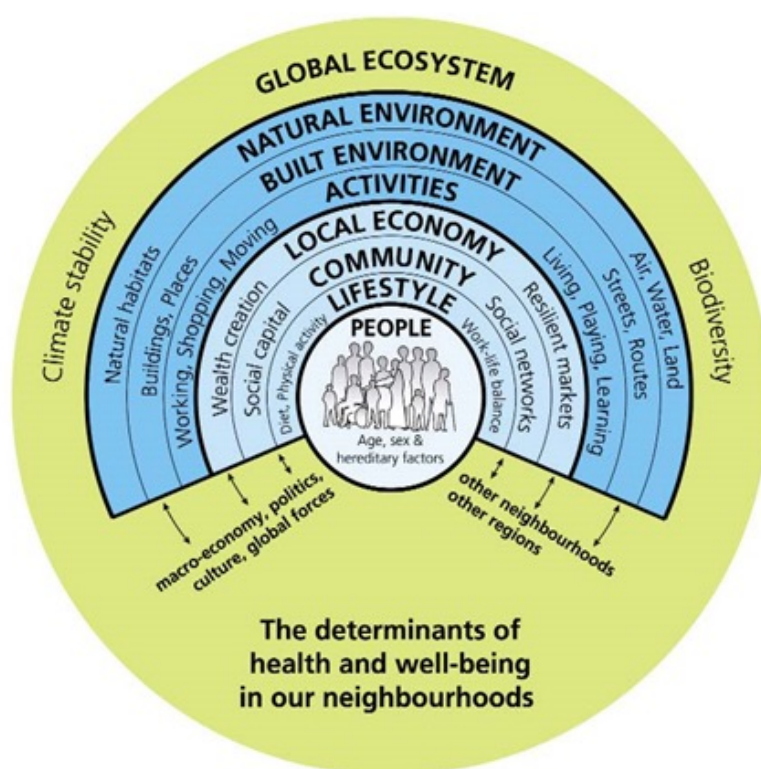 GLOBAL ECOSYSTEM
NATURAL ENVIRONMENT
BUILT ENVIRONMENT
ACTIVITIES
LOCAL ECONOMY
COMMUNITY
LIFESTYLE
PEOPLE
Age, sex &
hereditary factors
Climate stability
Natural habitats
Buildings, Places
Working, Shopping, Moving
Wealth creation
Social capital
Diet, Physical activity
Work-life balance
Social networks
Resilient markets
Living, Playing, Learning
Streets, Routes
Air, Water, Land
Biodiversity
macro-economy, politics,
culture, global forces
other neighbourhoods
other regions
The determinants of
health and well-being
in our neighbourhoods